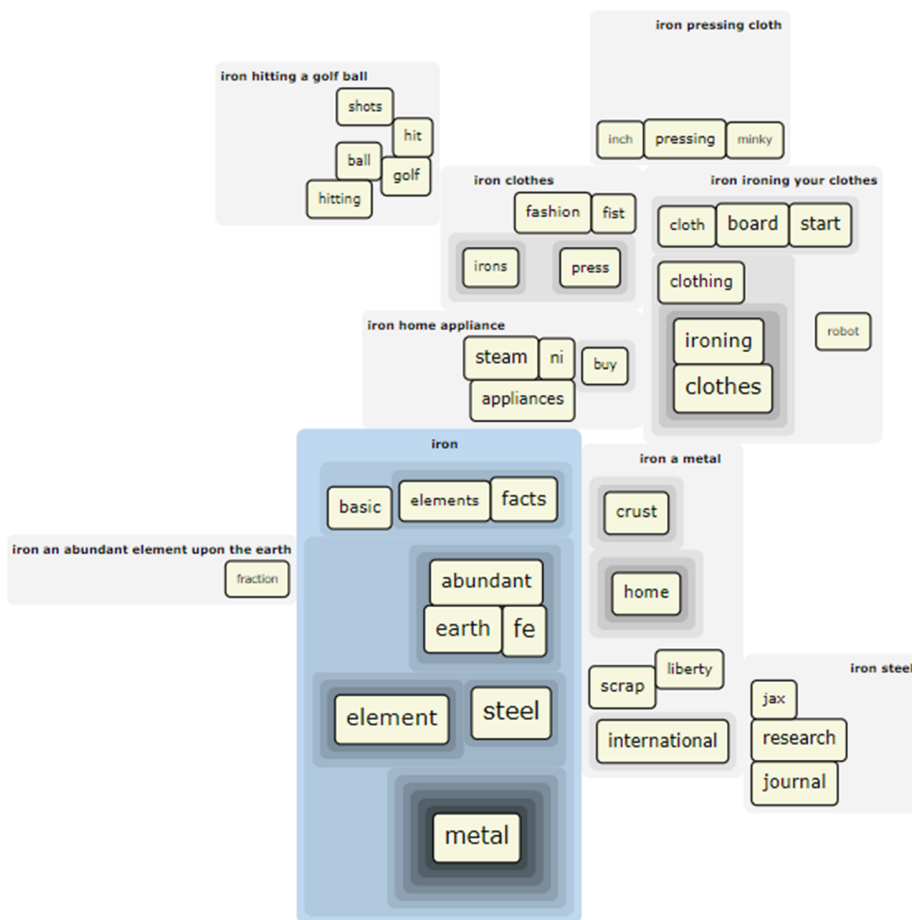 iron pressing cloth
inch pressing minky
iron hitting a golf ball
shots
hit
ball
golf
hitting
iron clothes
fashion fist
irons press
iron ironing your clothes
cloth board start
clothing
robot
ironing
clothes
iron home appliance
steam ni buy
appliances
iron
basic elements facts
abundant
earth fe
element steel
metal
iron an abundant element upon the earth
fraction
iron a metal
crust
home
scrap liberty
international
iron steel
jax
research
journal